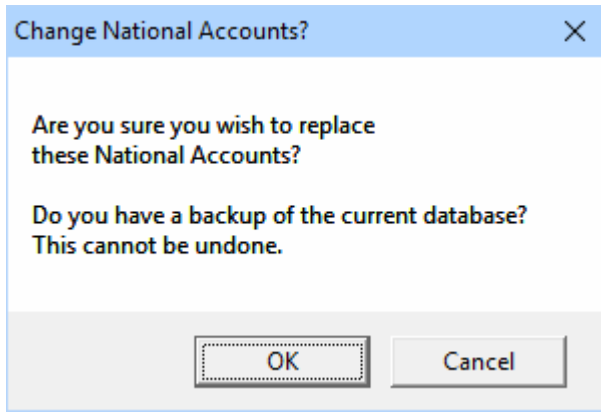 Change National Accounts?
Are you sure you wish to replace
these National Accounts?
Do you have a backup of the current database?
This cannot be undone.
OK
Cancel